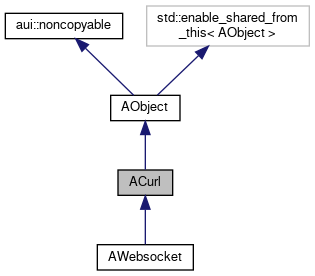 aui::noncopyable
std::enable_shared_from
_this< AObject >
AObject
ACurl
AWebsocket